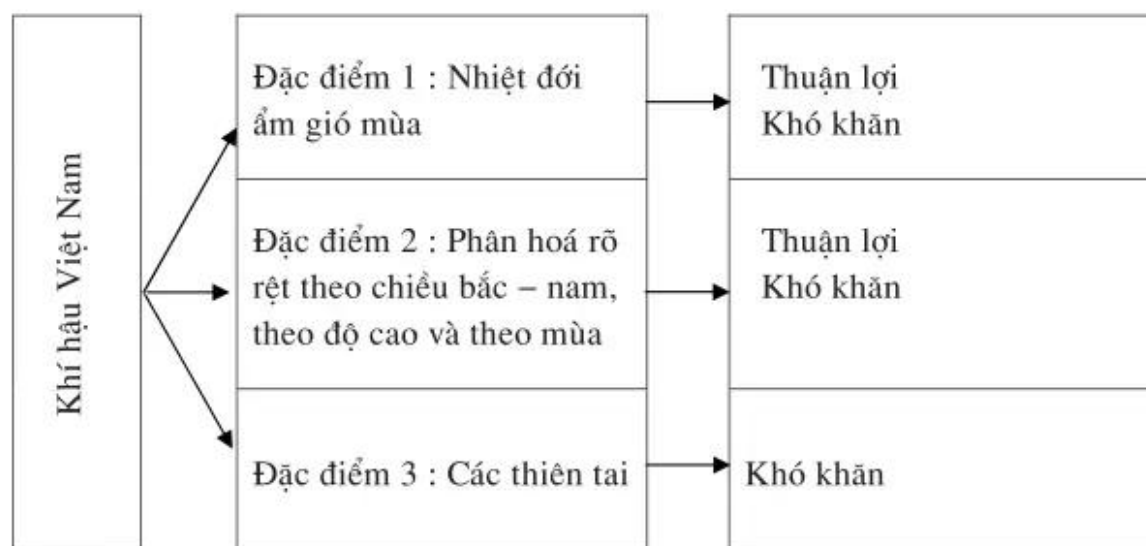 Khí hậu Việt Nam
Đặc điểm 1 : Nhiệt đới
ẩm gió mùa
Thuận lợi
Khó khăn
Đặc điểm 2 : Phân hoá rõ
rệt theo chiều bắc – nam,
theo độ cao và theo mùa
Thuận lợi
Khó khăn
Đặc điểm 3 : Các thiên tai
Khó khăn